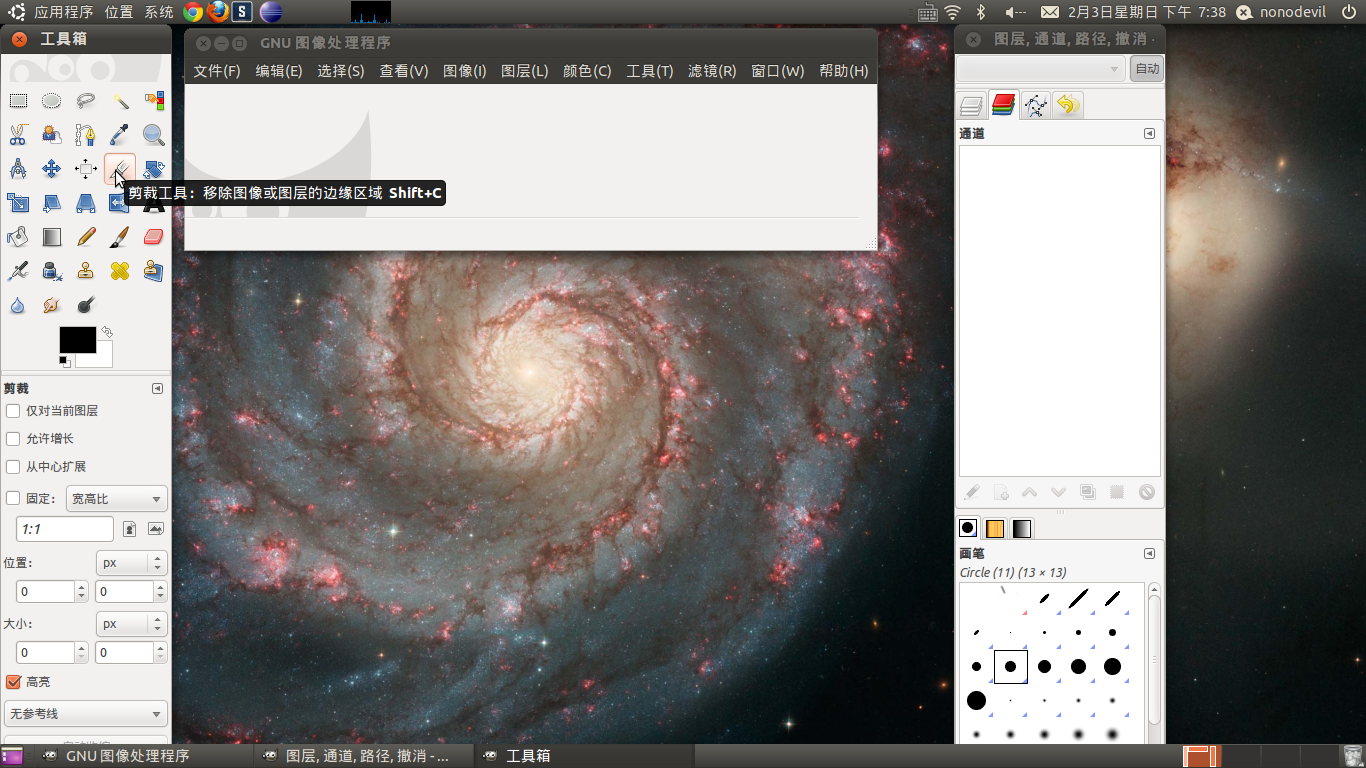 应用程序 位置 系统
2月3日星期日 下午 7:38
nonodevil
工具箱
GNU 图像处理程序
文件(F) 编辑(E) 选择(S) 查看(V) 图像(I) 图层(L) 颜色(C) 工具(T) 滤镜(R) 窗口(W) 帮助(H)
剪裁工具: 移除图像或图层的边缘区域 Shift+C
剪裁
仅对当前图层
允许增长
从中心扩展
固定: 宽高比
1:1
位置: px
0 0
大小: px
0 0
高亮
无参考线
图层, 通道, 路径, 撤消 -
自动
通道
画笔
Circle (11) (13 × 13)
GNU 图像处理程序
图层, 通道, 路径, 撤消 - ...
工具箱